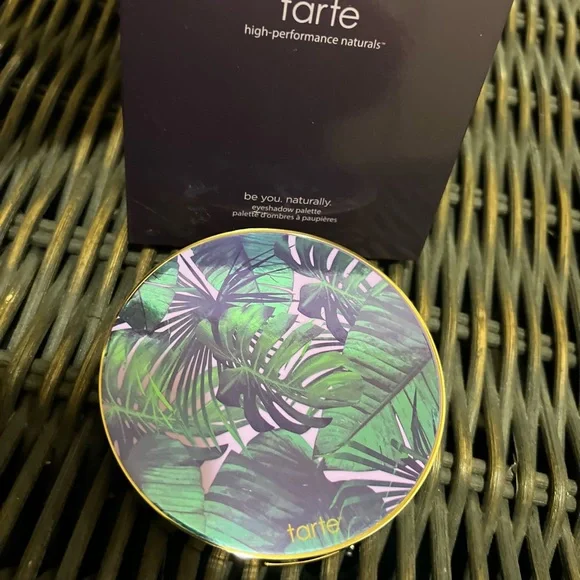 tarte
high-performance naturals™
be you. naturally.
eyeshadow palette
palette d'ombres à paupières
tarte